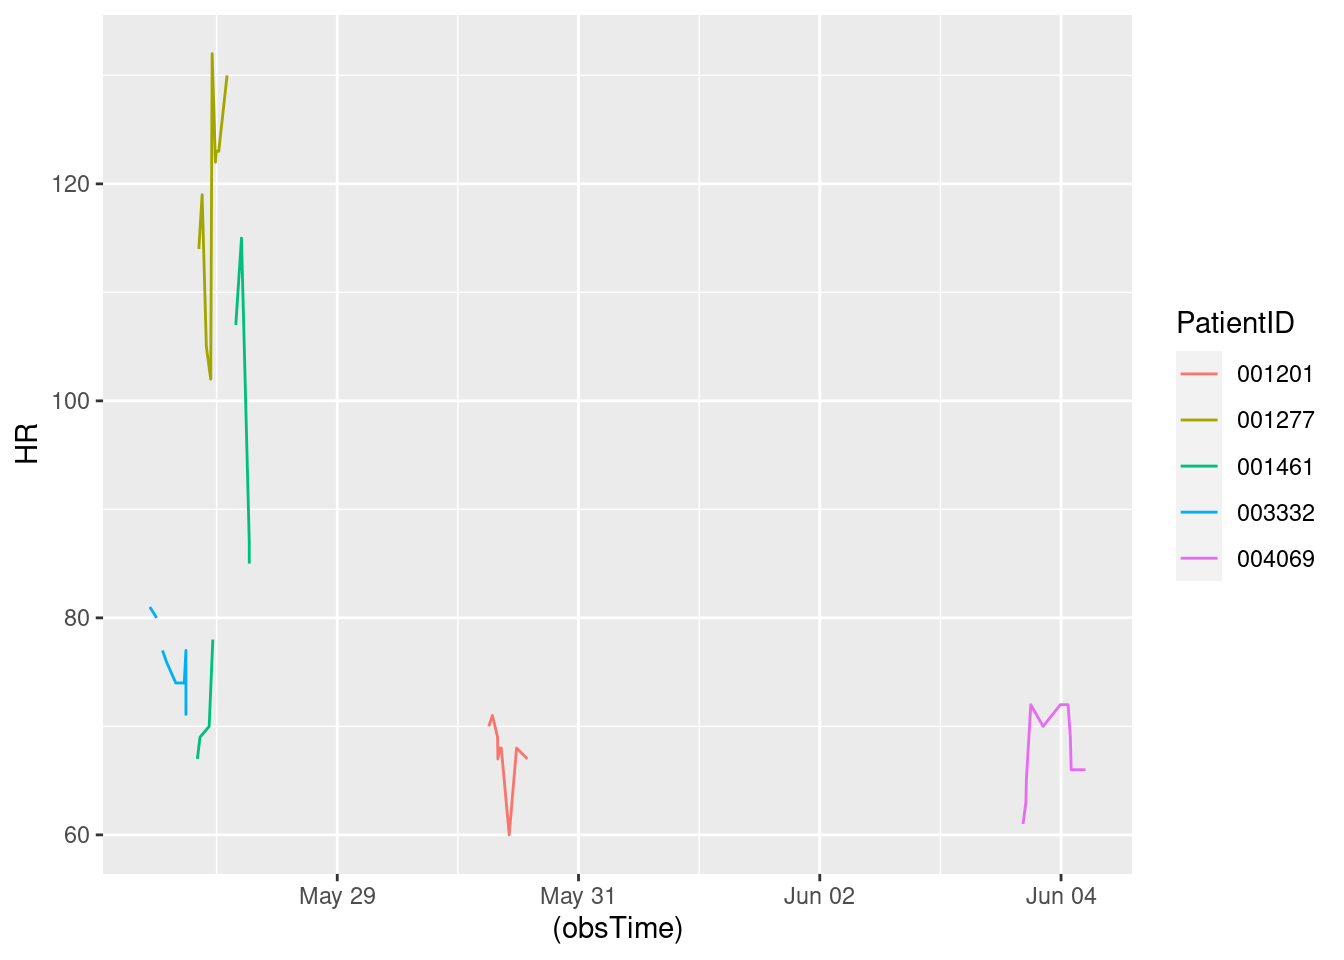 120
100
80
60
HR
May 29
May 31
Jun 02
Jun 04
(obsTime)
PatientID
001201
001277
001461
003332
004069